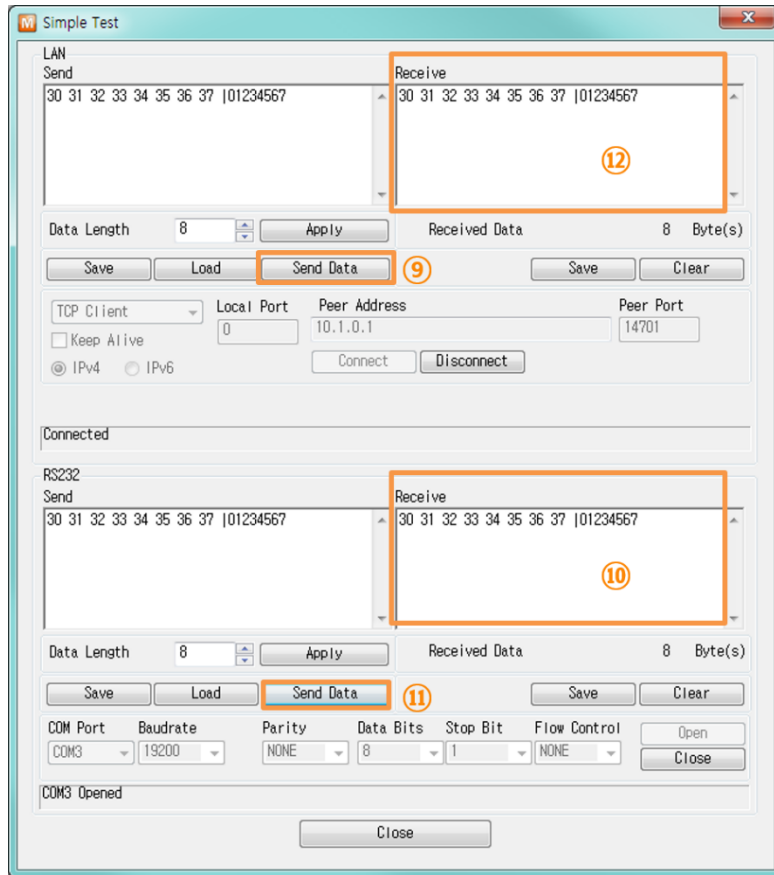 M Simple Test
LAN
Send Receive
30 31 32 33 34 35 36 37 |01234567 30 31 32 33 34 35 36 37 |01234567
⑫
Data Length 8 Apply Received Data 8 Byte(s)
Save Load Send Data ⑨ Save Clear
TCP Client Local Port Peer Address Peer Port
0 10.1.0.1 14701
Keep Alive
IPv4 IPv6 Connect Disconnect
Connected
RS232
Send Receive
30 31 32 33 34 35 36 37 |01234567 30 31 32 33 34 35 36 37 |01234567
⑩
Data Length 8 Apply Received Data 8 Byte(s)
Save Load Send Data ⑪ Save Clear
COM Port Baudrate Parity Data Bits Stop Bit Flow Control Open
COM3 19200 NONE 8 1 NONE Close
COM3 Opened
Close